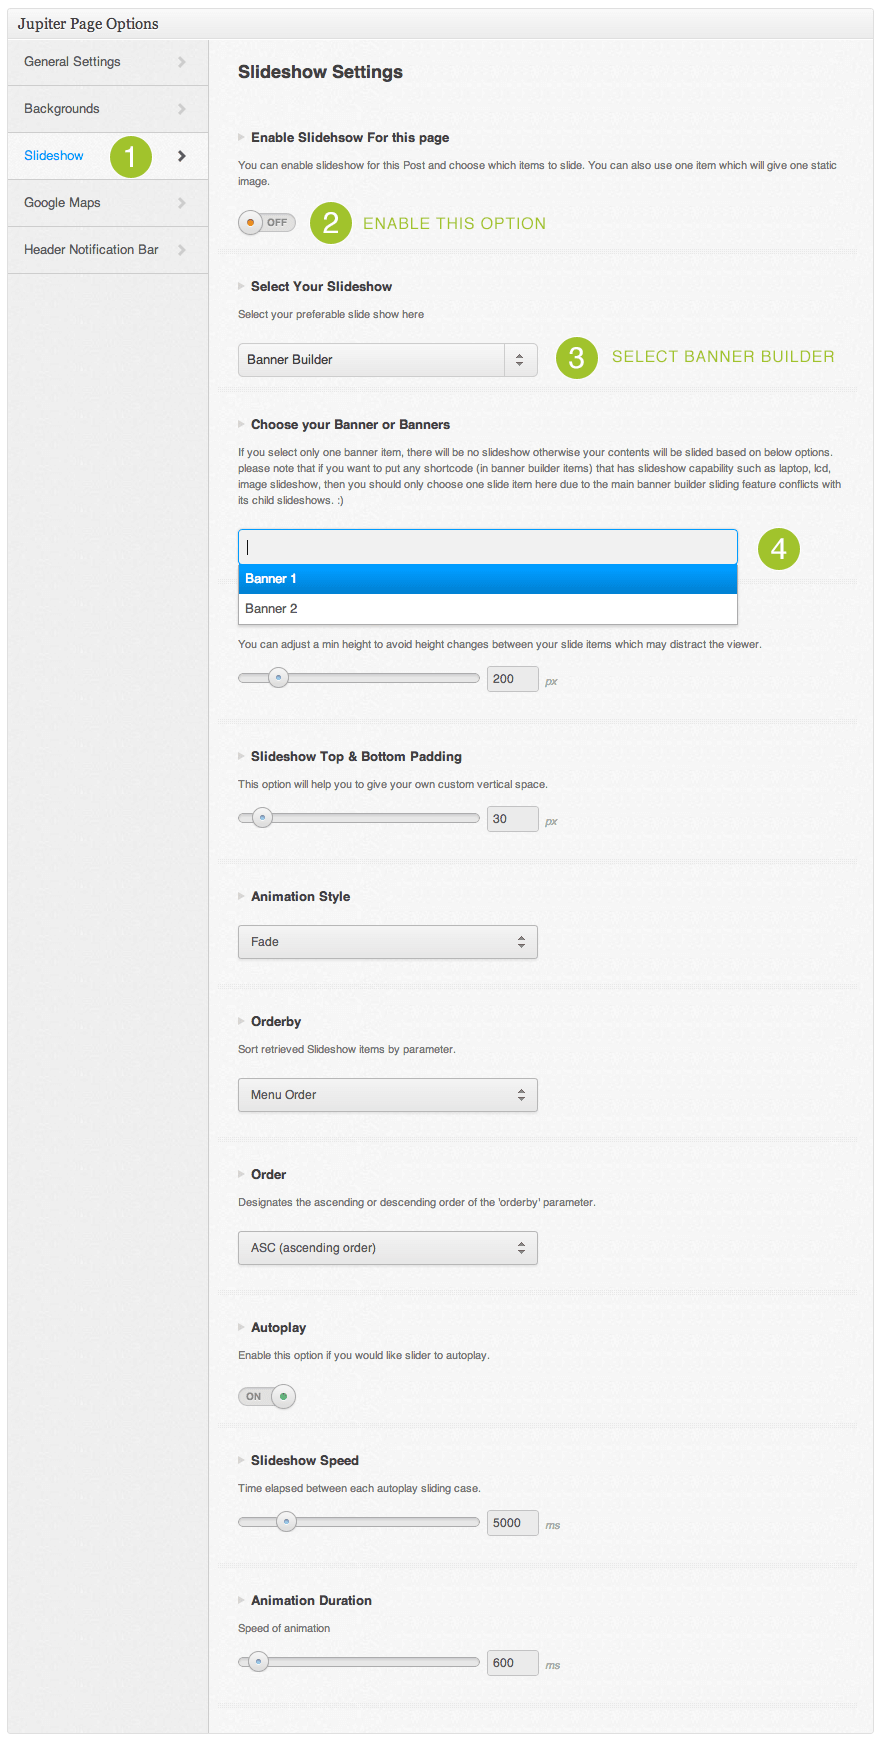 Jupiter Page Options
General Settings
Backgrounds
Slideshow
1
Google Maps
Header Notification Bar
Slideshow Settings
Enable Slidehsow For this page
You can enable slideshow for this Post and choose which items to slide. You can also use one item which will give one static
image.
OFF
2 ENABLE THIS OPTION
Select Your Slideshow
Select your preferable slide show here
Banner Builder
3 SELECT BANNER BUILDER
Choose your Banner or Banners
If you select only one banner item, there will be no slideshow otherwise your contents will be slided based on below options.
please note that if you want to put any shortcode (in banner builder items) that has slideshow capability such as laptop, lcd,
image slideshow, then you should only choose one slide item here due to the main banner builder sliding feature conflicts with
its child slideshows. :)
4
Banner 1
Banner 2
You can adjust a min height to avoid height changes between your slide items which may distract the viewer.
200 px
Slideshow Top & Bottom Padding
This option will help you to give your own custom vertical space.
30 px
Animation Style
Fade
Orderby
Sort retrieved Slideshow items by parameter.
Menu Order
Order
Designates the ascending or descending order of the 'orderby' parameter.
ASC (ascending order)
Autoplay
Enable this option if you would like slider to autoplay.
ON
Slideshow Speed
Time elapsed between each autoplay sliding case.
5000 ms
Animation Duration
Speed of animation
600 ms